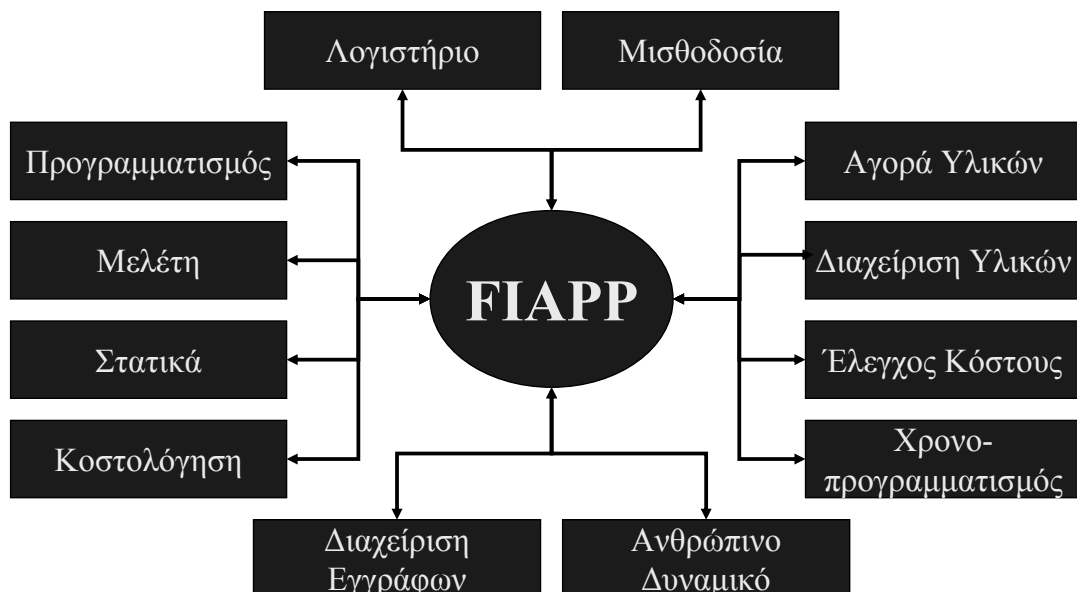 Λογιστήριο
Μισθοδοσία
Προγραμματισμός
Μελέτη
Στατικά
Κοστολόγηση
FIAPP
Αγορά Υλικών
Διαχείριση Υλικών
Έλεγχος Κόστους
Χρονο-
προγραμματισμός
Διαχείριση
Εγγράφων
Ανθρώπινο
Δυναμικό